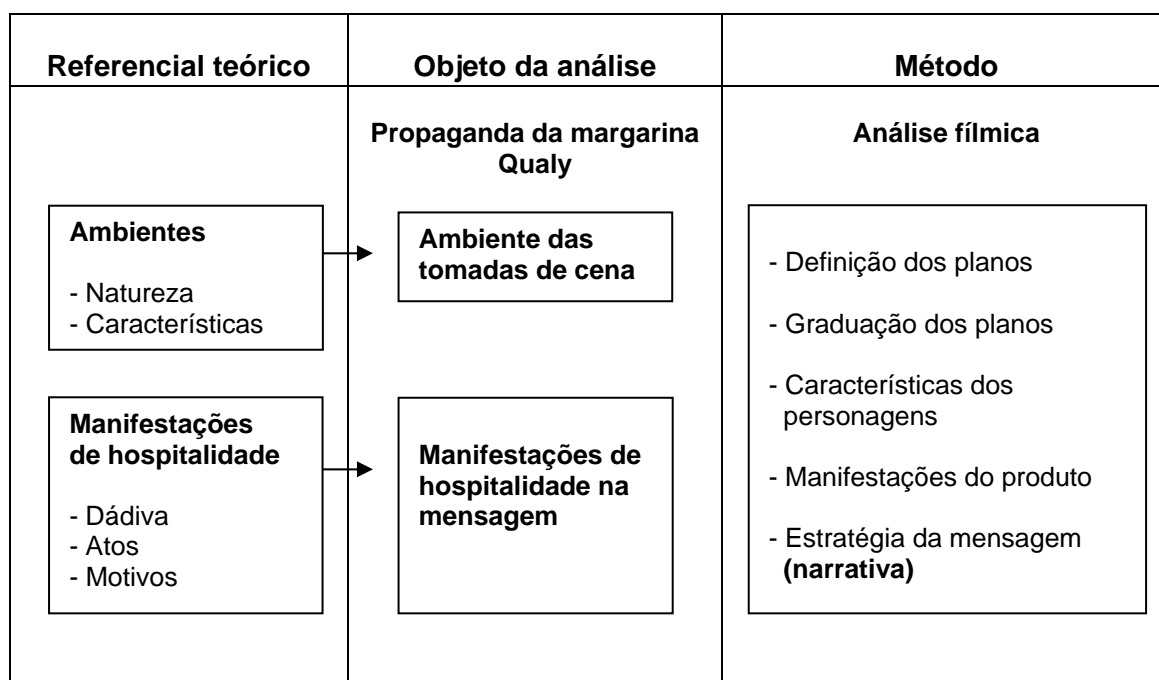 Referencial teórico
Objeto da análise
Método
Propaganda da margarina
Qualy
Análise fílmica
Ambientes
- Natureza
- Características
Ambiente das
tomadas de cena
Manifestações
de hospitalidade
- Dádiva
- Atos
- Motivos
Manifestações de
hospitalidade na
mensagem
- Definição dos planos
- Graduação dos planos
- Características dos
personagens
- Manifestações do produto
- Estratégia da mensagem
(narrativa)